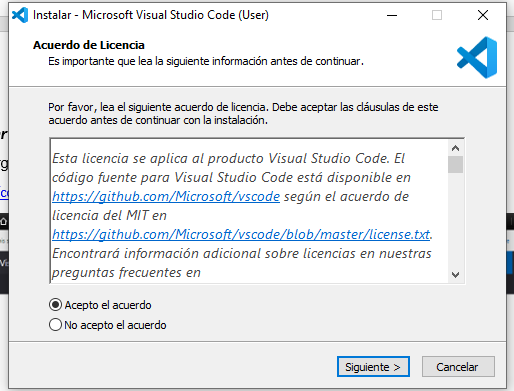 Instalar - Microsoft Visual Studio Code (User)
Acuerdo de Licencia
Es importante que lea la siguiente información antes de continuar.
Por favor, lea el siguiente acuerdo de licencia. Debe aceptar las cláusulas de este
acuerdo antes de continuar con la instalación.
Esta licencia se aplica al producto Visual Studio Code. El
código fuente para Visual Studio Code está disponible en
https://github.com/Microsoft/vscode según el acuerdo de
licencia del MIT en
https://github.com/Microsoft/vscode/blob/master/license.txt.
Encontrará información adicional sobre licencias en nuestras
preguntas frecuentes en
Acepto el acuerdo
No acepto el acuerdo
Siguiente >
Cancelar